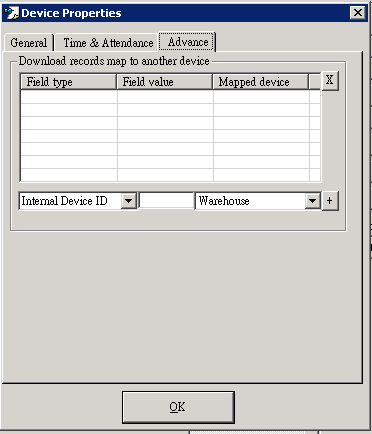 Device Properties
General Time & Attendance Advance
Download records map to another device
Field type Field value Mapped device X
Internal Device ID Warehouse +
OK